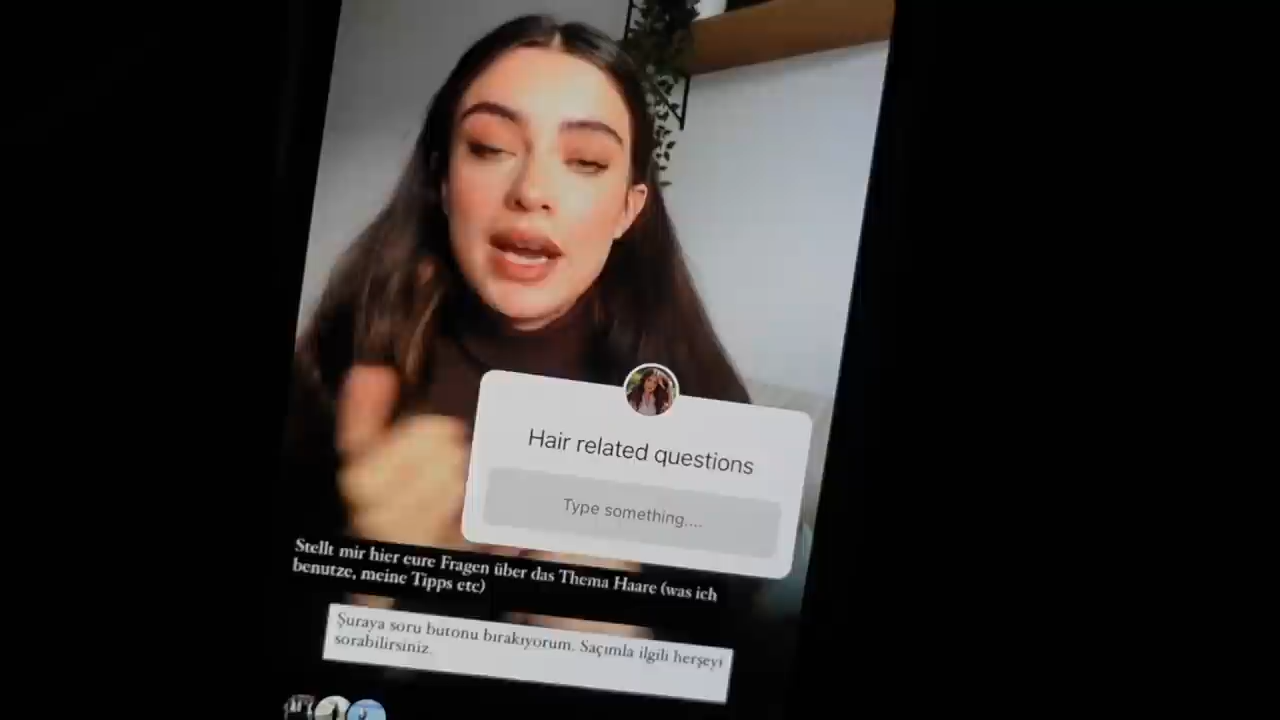 Hair related questions
Type something....
Stellt mir hier eure Fragen über das Thema Haare (was ich
benutze, meine Tipps etc)
Şuraya soru butonu bırakıyorum. Saçımla ilgili herşeyi
sorabilirsiniz.